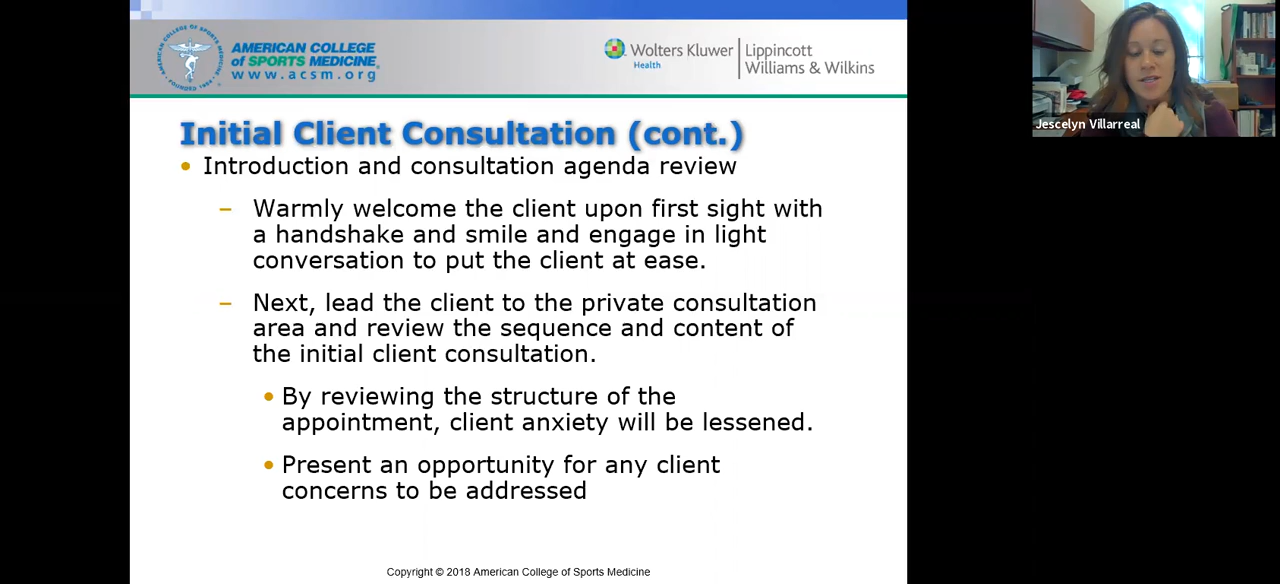 AMERICAN COLLEGE
of SPORTS MEDICINE®
www.acsm.org
Wolters Kluwer
Health
Lippincott
Williams & Wilkins
Jescelyn Villarreal
Initial Client Consultation (cont.)
• Introduction and consultation agenda review
– Warmly welcome the client upon first sight with
a handshake and smile and engage in light
conversation to put the client at ease.
– Next, lead the client to the private consultation
area and review the sequence and content of
the initial client consultation.
• By reviewing the structure of the
appointment, client anxiety will be lessened.
• Present an opportunity for any client
concerns to be addressed
Copyright © 2018 American College of Sports Medicine